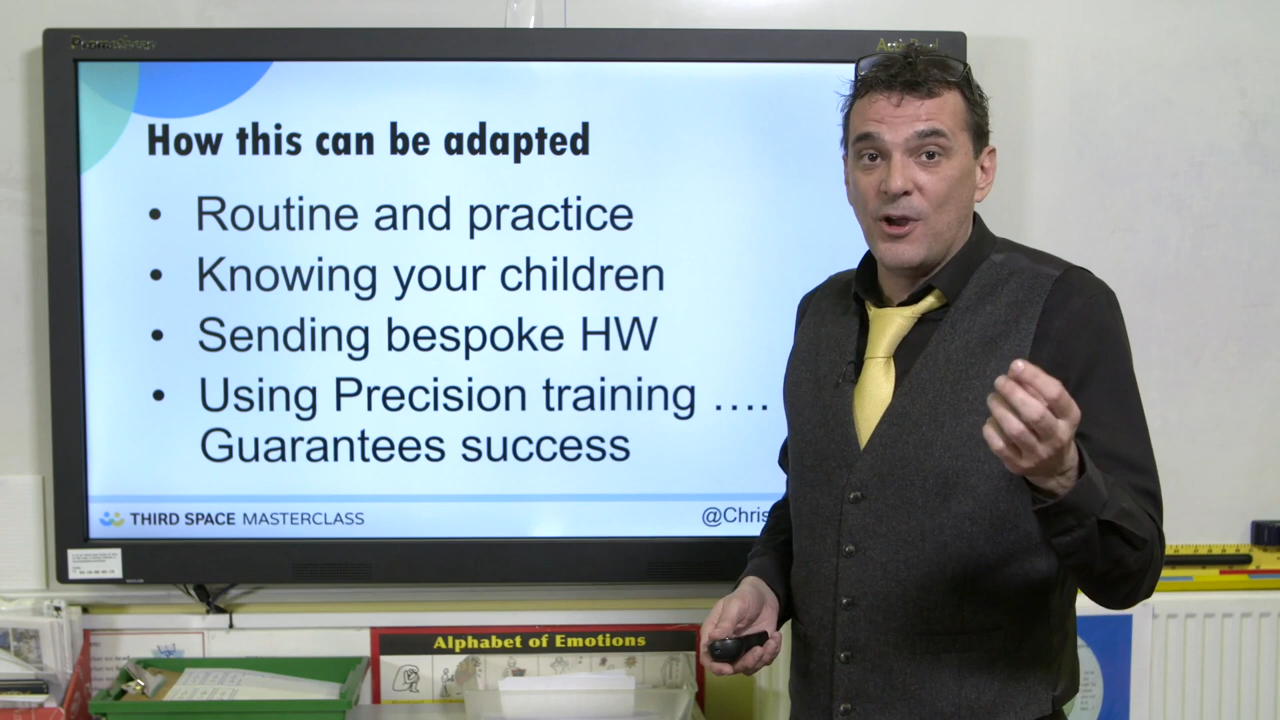 Promethean
How this can be adapted
• Routine and practice
• Knowing your children
• Sending bespoke HW
• Using Precision training ….
Guarantees success
THIRD SPACE MASTERCLASS
@Chris
Alphabet of Emotions